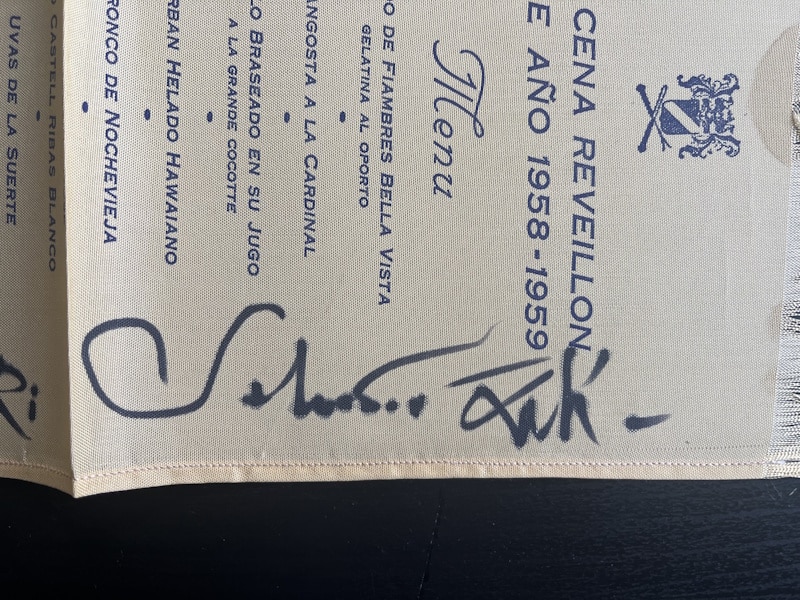 CENA REVEILLON
E AÑO 1958-1959
Menu
O DE FIAMBRES BELLA VISTA
GELATINA AL OPORTO
•
ANGOSTA A LA CARDINAL
•
LO BRASEADO EN SU JUGO
A LA GRANDE COCOTTE
•
RBAN HELADO HAWAIANO
•
RONCO DE NOCHEVIEJA
•
O CASTELL RIBAS BLANCO
•
UVAS DE LA SUERTE